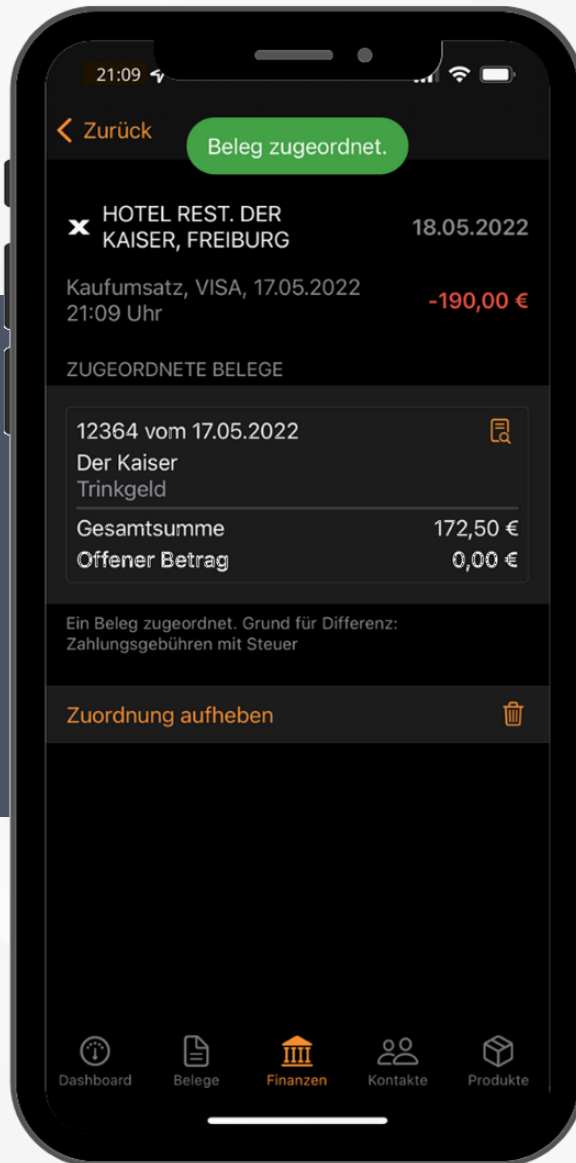 21:09
Zurück
Beleg zugeordnet.
HOTEL REST. DER
KAISER, FREIBURG
18.05.2022
Kaufumsatz, VISA, 17.05.2022
21:09 Uhr
-190,00 €
ZUGEORDNETE BELEGE
12364 vom 17.05.2022
Der Kaiser
Trinkgeld
Gesamtsumme 172,50 €
Offener Betrag 0,00 €
Ein Beleg zugeordnet. Grund für Differenz:
Zahlungsgebühren mit Steuer
Zuordnung aufheben
Dashboard Belege Finanzen Kontakte Produkte